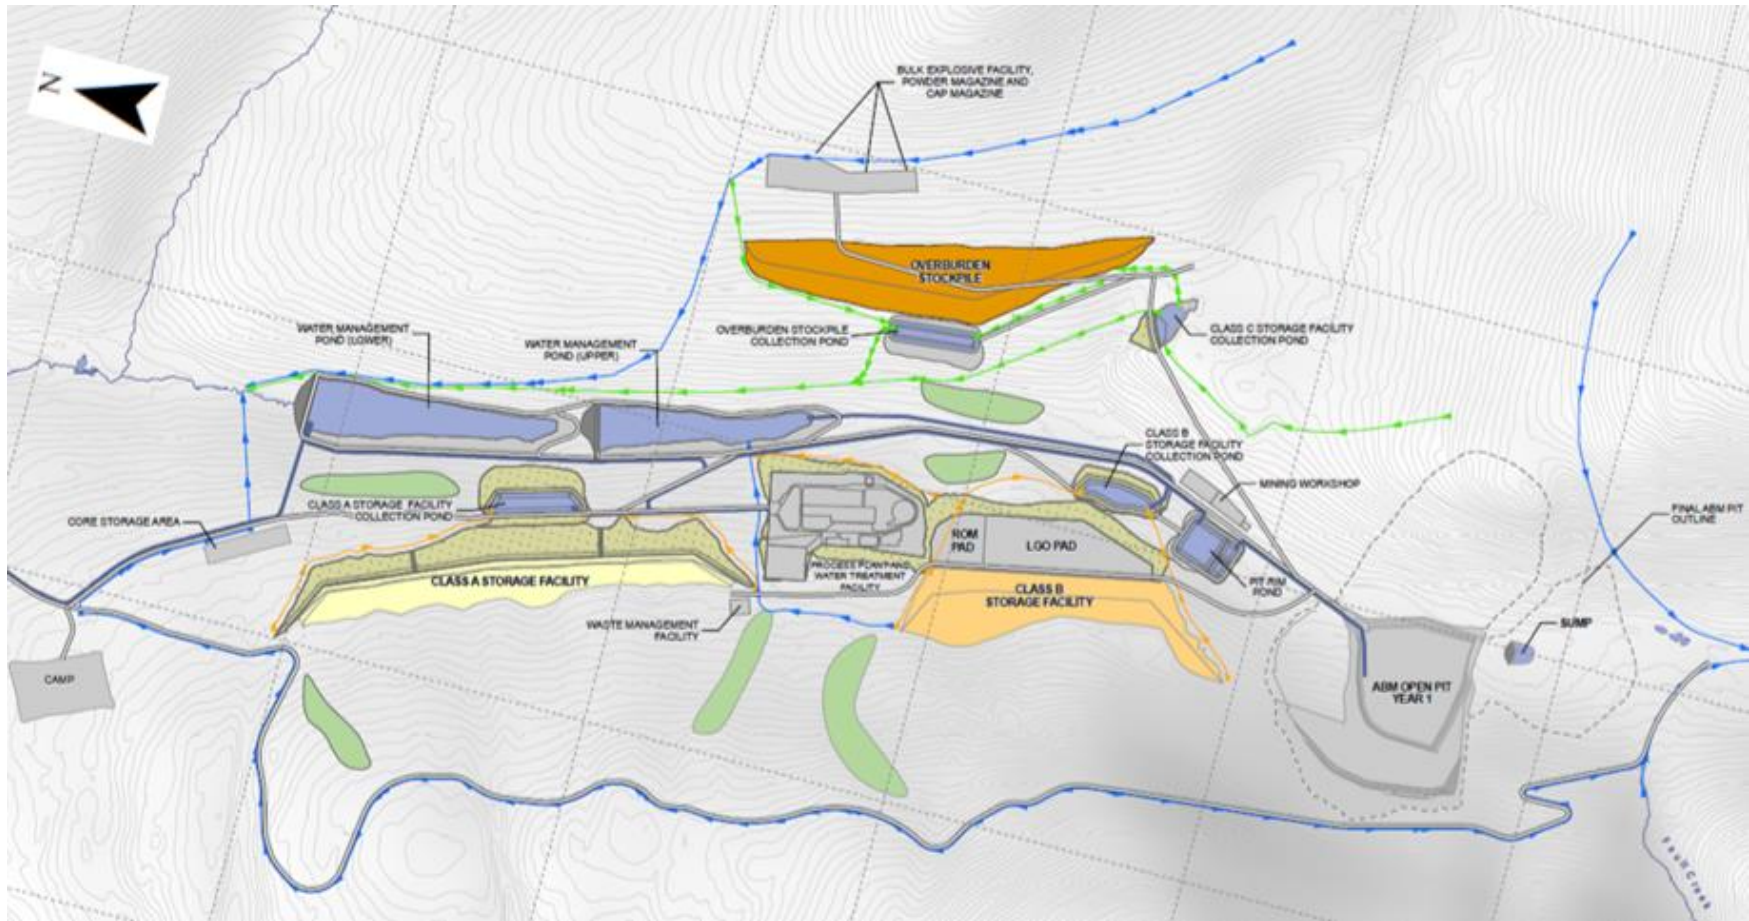 N
BULK EXPLOSIVE FACILITY,
POWDER MAGAZINE AND
CAP MAGAZINE
OVERBURDEN
STOCKPILE
WATER MANAGEMENT
POND (LOWER)
WATER MANAGEMENT
POND (UPPER)
OVERBURDEN STOCKPILE
COLLECTION POND
CLASS C STORAGE FACILITY
COLLECTION POND
CLASS B
STORAGE FACILITY
COLLECTION POND
MINING WORKSHOP
CLASS A STORAGE FACILITY
COLLECTION POND
CORE STORAGE AREA
FINAL ABM PIT
OUTLINE
ROM
PAD
LGO PAD
PROCESS PLANT AND
WATER TREATMENT
FACILITY
CLASS A STORAGE FACILITY
CLASS B
STORAGE FACILITY
PIT RIM
POND
WASTE MANAGEMENT
FACILITY
SUMP
CAMP
ABM OPEN PIT
YEAR 1
Fault Creek